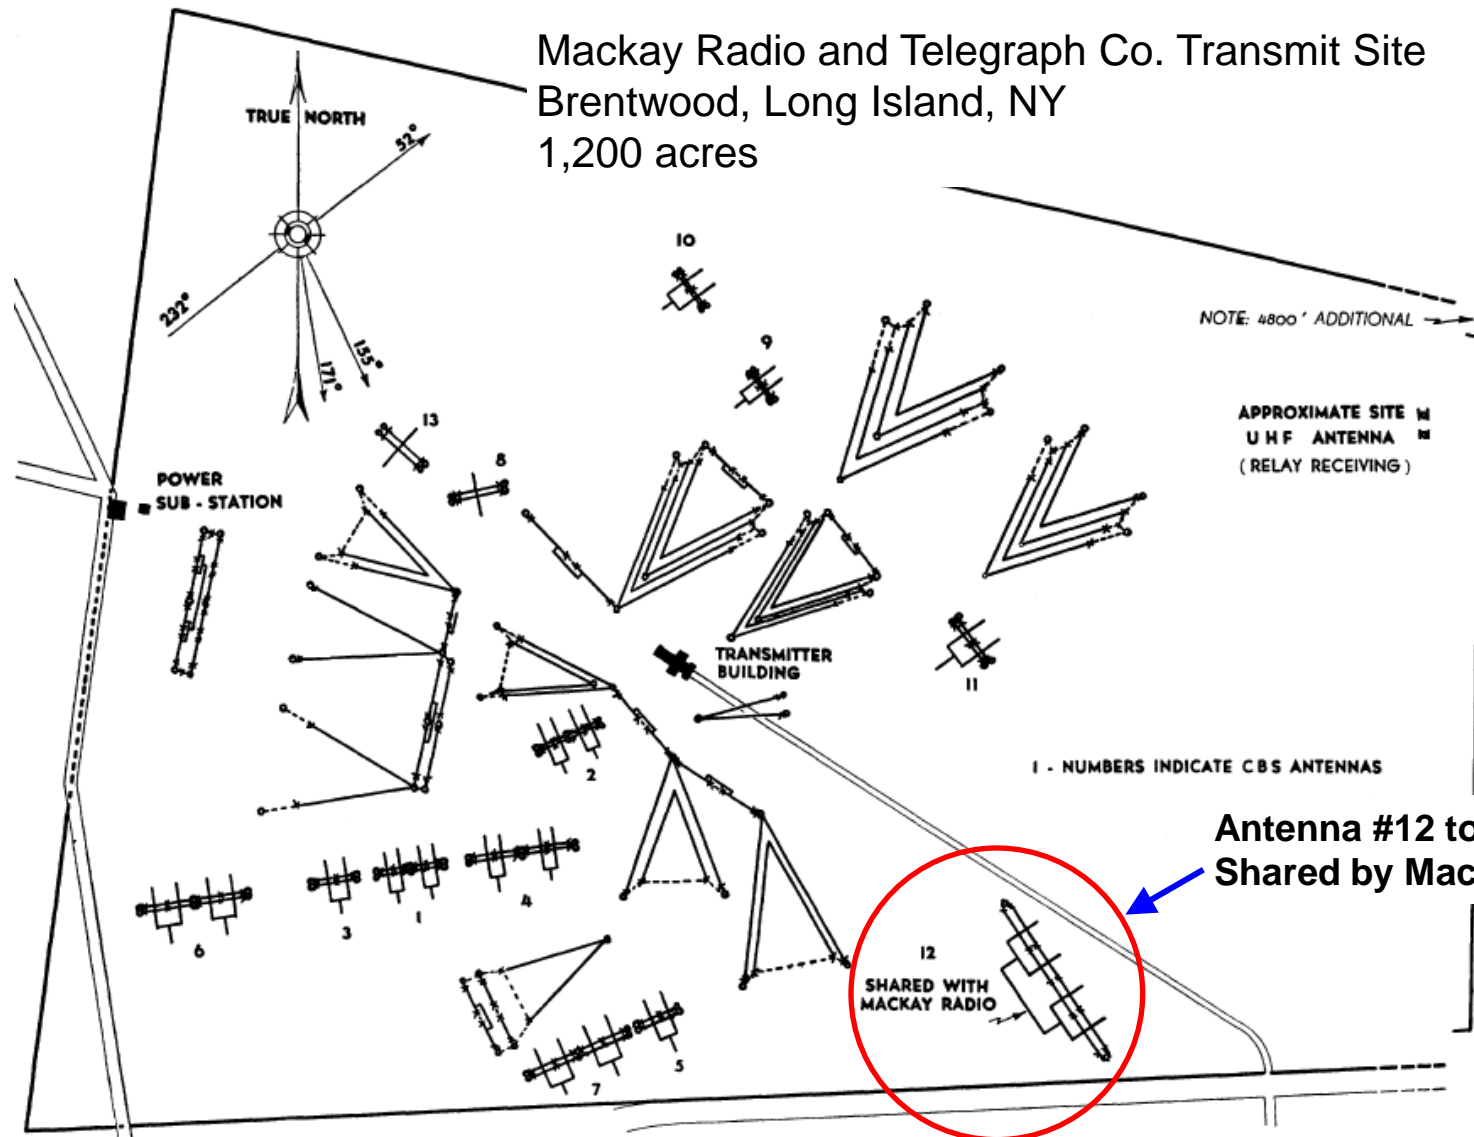 Mackay Radio and Telegraph Co. Transmit Site
Brentwood, Long Island, NY
1,200 acres
TRUE NORTH
52°
232°
155°
171°
10
9
NOTE: 4800' ADDITIONAL
APPROXIMATE SITE
UHF ANTENNA
(RELAY RECEIVING)
13
8
POWER
SUB-STATION
TRANSMITTER
BUILDING
11
2
1 - NUMBERS INDICATE CBS ANTENNAS
Antenna #12 to
Shared by Mac
6
3
1
4
12
SHARED WITH
MACKAY RADIO
7
5